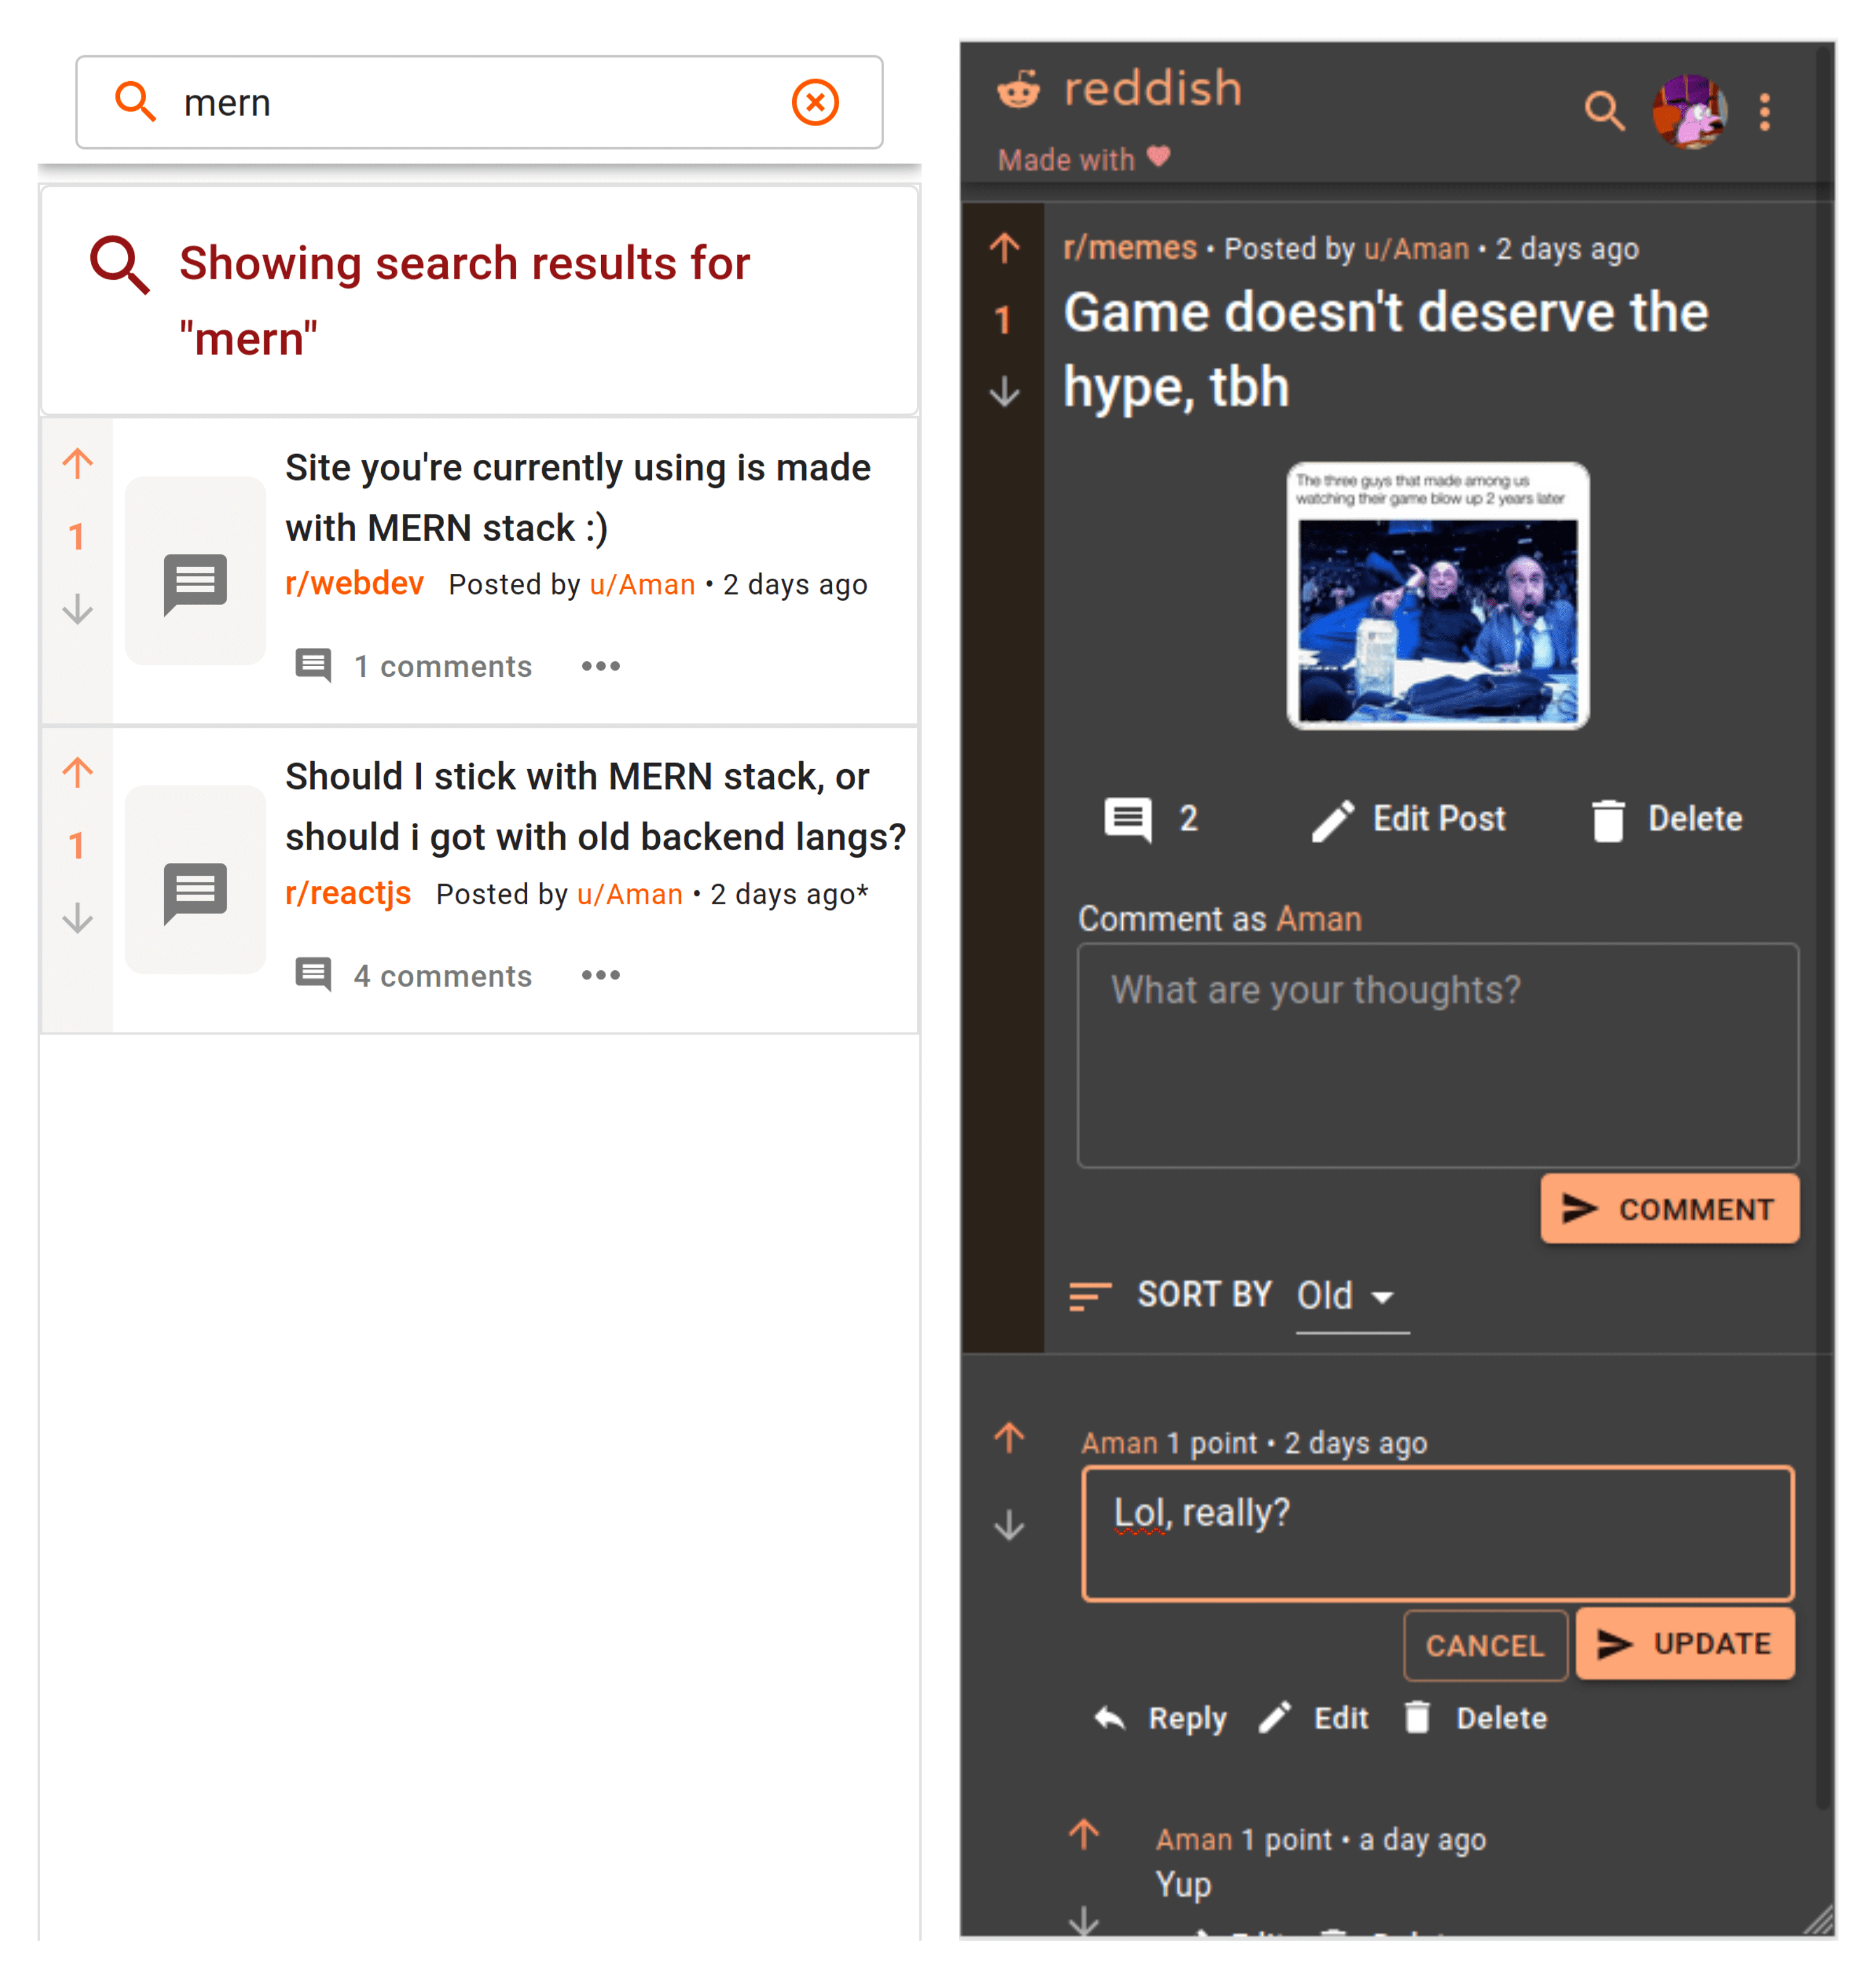 mern
Showing search results for
"mern"
1
Site you're currently using is made
with MERN stack :)
r/webdev Posted by u/Aman • 2 days ago
1 comments
1
Should I stick with MERN stack, or
should i got with old backend langs?
r/reactjs Posted by u/Aman • 2 days ago*
4 comments
reddish
Made with
r/memes • Posted by u/Aman • 2 days ago
1
Game doesn't deserve the
hype, tbh
The three guys that made among us
watching their game blow up 2 years later
2 Edit Post Delete
Comment as Aman
What are your thoughts?
COMMENT
SORT BY Old
Aman 1 point • 2 days ago
Lol, really?
CANCEL UPDATE
Reply Edit Delete
Aman 1 point • a day ago
Yup